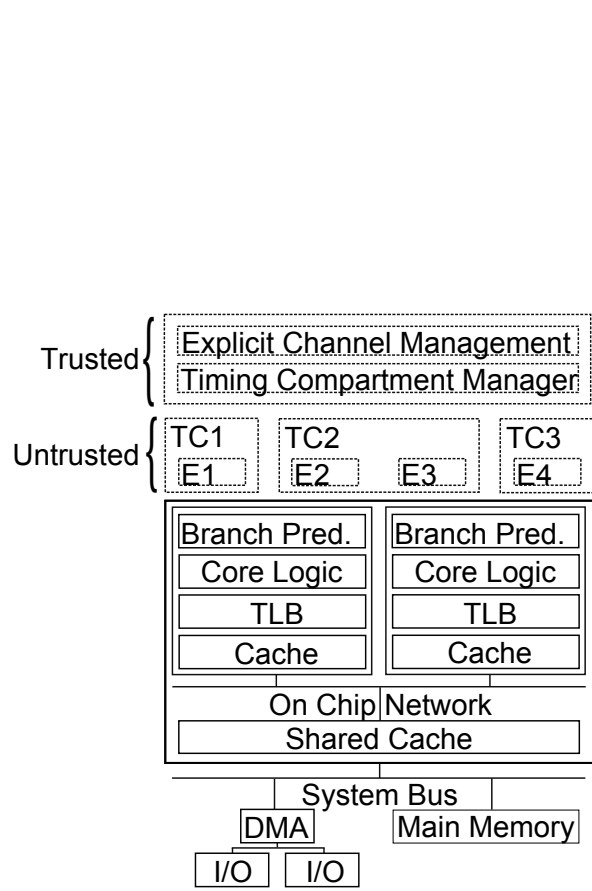 Trusted
Explicit Channel Management
Timing Compartment Manager
Untrusted
TC1 TC2 TC3
E1 E2 E3 E4
Branch Pred. Branch Pred.
Core Logic Core Logic
TLB TLB
Cache Cache
On Chip Network
Shared Cache
System Bus
DMA Main Memory
I/O I/O